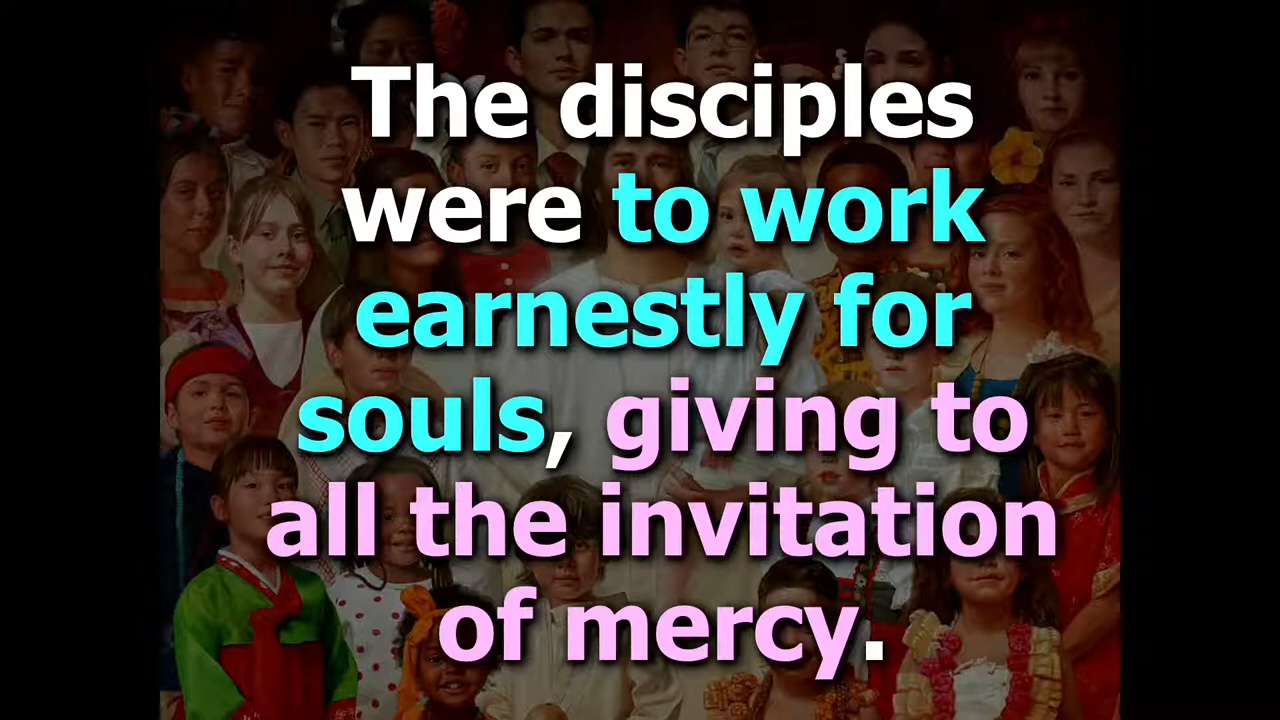 The disciples
were to work
earnestly for
souls, giving to
all the invitation
of mercy.